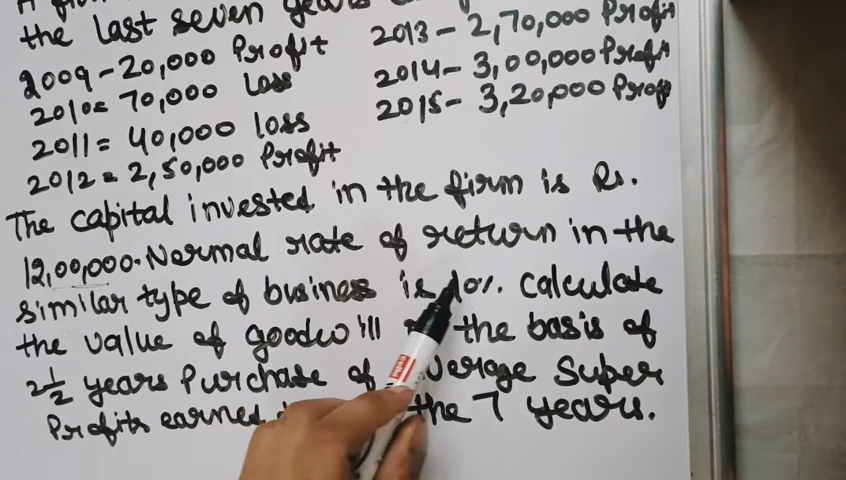 the last seven years
2009-20,000 Profit
2010= 70,000 Loss
2011= 40,000 loss
2012= 2,50,000 Profit
2013- 2,70,000 Profit
2014- 3,00,000 Profit
2015- 3,20,000 Prof
The capital invested in the firm is Rs.
12,00,000. Normal rate of return in the
similar type of business is 10%. Calculate
the value of goodwill the basis of
2 1/2 years Purchase of average Super
Profits earned the 7 years.